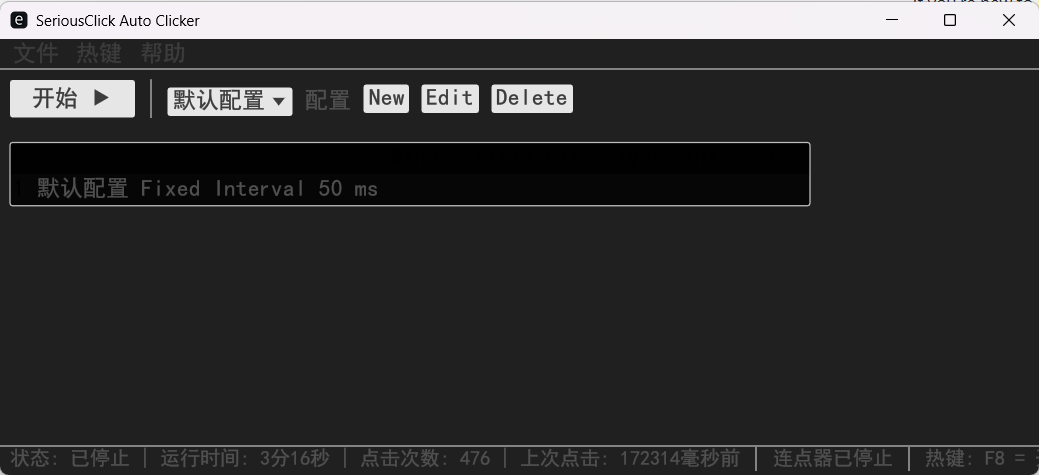 SeriousClick Auto Clicker
文件 热键 帮助
开始 默认配置 配置 New Edit Delete
默认配置 Fixed Interval 50 ms
状态: 已停止 | 运行时间: 3分16秒 | 点击次数: 476 | 上次点击: 172314毫秒前 | 连点器已停止 | 热键: F8 =